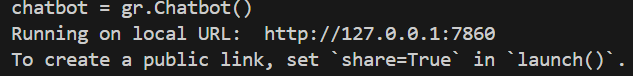 chatbot = gr.Chatbot()
Running on local URL:  http://127.0.0.1:7860
To create a public link, set `share=True` in `launch()`.